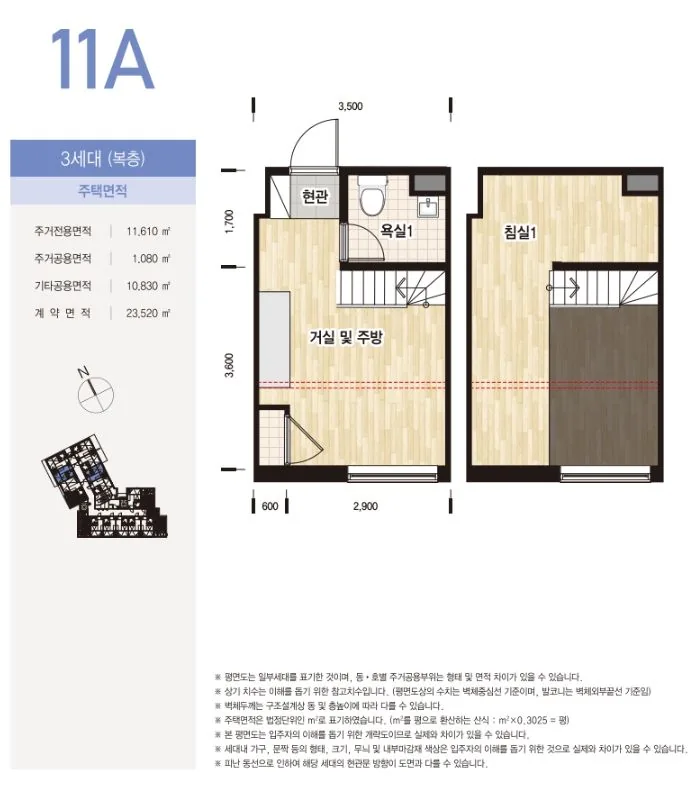 11A
3세대 (복층)
주택면적
주거전용면적 11,610 ㎡
주거공용면적 1,080 ㎡
기타공용면적 10,830 ㎡
계 약 면 적 23,520 ㎡
N
3,500
1,700
3,600
600
2,900
현관
욕실1
거실 및 주방
침실1
※ 평면도는 일부세대를 표기한 것이며, 동・호별 주거공용부위는 형태 및 면적 차이가 있을 수 있습니다.
※ 상기 치수는 이해를 돕기 위한 참고치수입니다. (평면도상의 수치는 벽체중심선 기준이며, 발코니는 벽체외부끝선 기준임)
※ 벽체두께는 구조설계상 동 및 층높이에 따라 다를 수 있습니다.
※ 주택면적은 법정단위인 m²로 표기하였습니다. (m²를 평으로 환산하는 산식 : m²×0.3025 = 평)
※ 본 평면도는 입주자의 이해를 돕기 위한 개략도이므로 실제와 차이가 있을 수 있습니다.
※ 세대내 가구, 문짝 등의 형태, 크기, 무늬 및 내부마감재 색상은 입주자의 이해를 돕기 위한 것으로 실제와 차이가 있을 수 있습니다.
※ 피난 동선으로 인하여 해당 세대의 현관문 방향이 도면과 다를 수 있습니다.